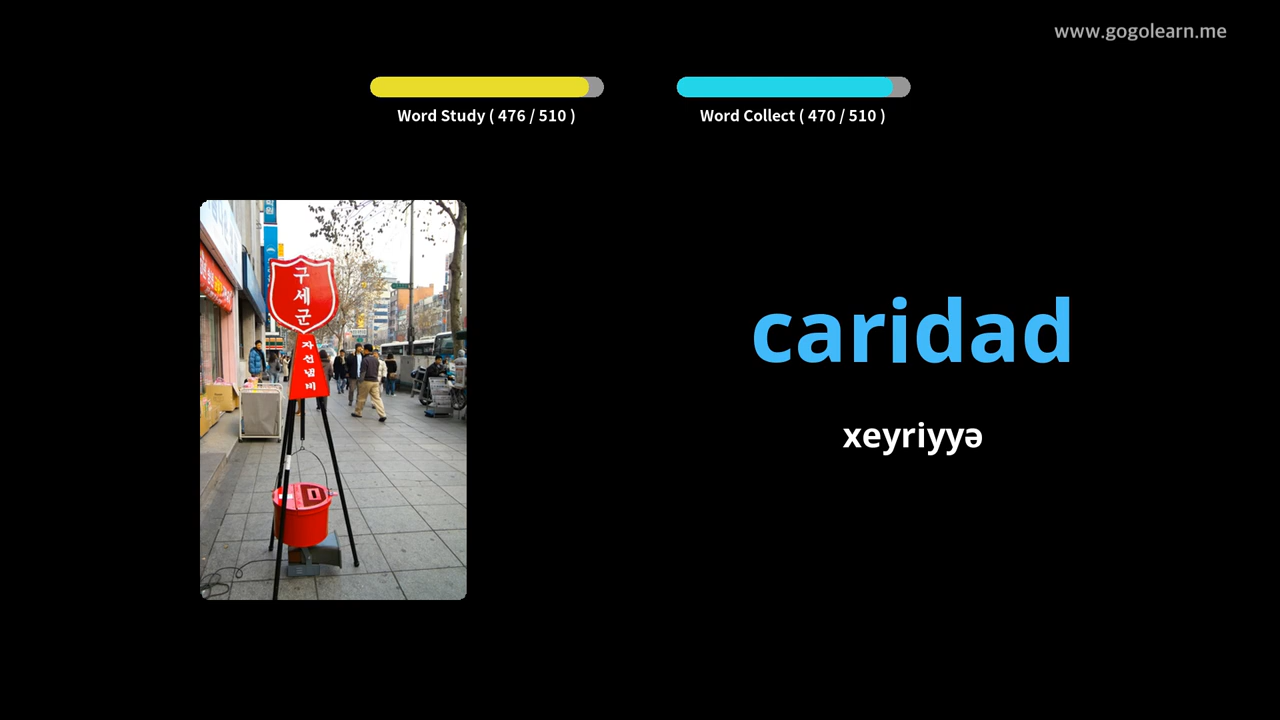 www.gogolearn.me
Word Study ( 476 / 510 )
Word Collect ( 470 / 510 )
구
세
군
자
선
냄
비
caridad
xeyriyyə